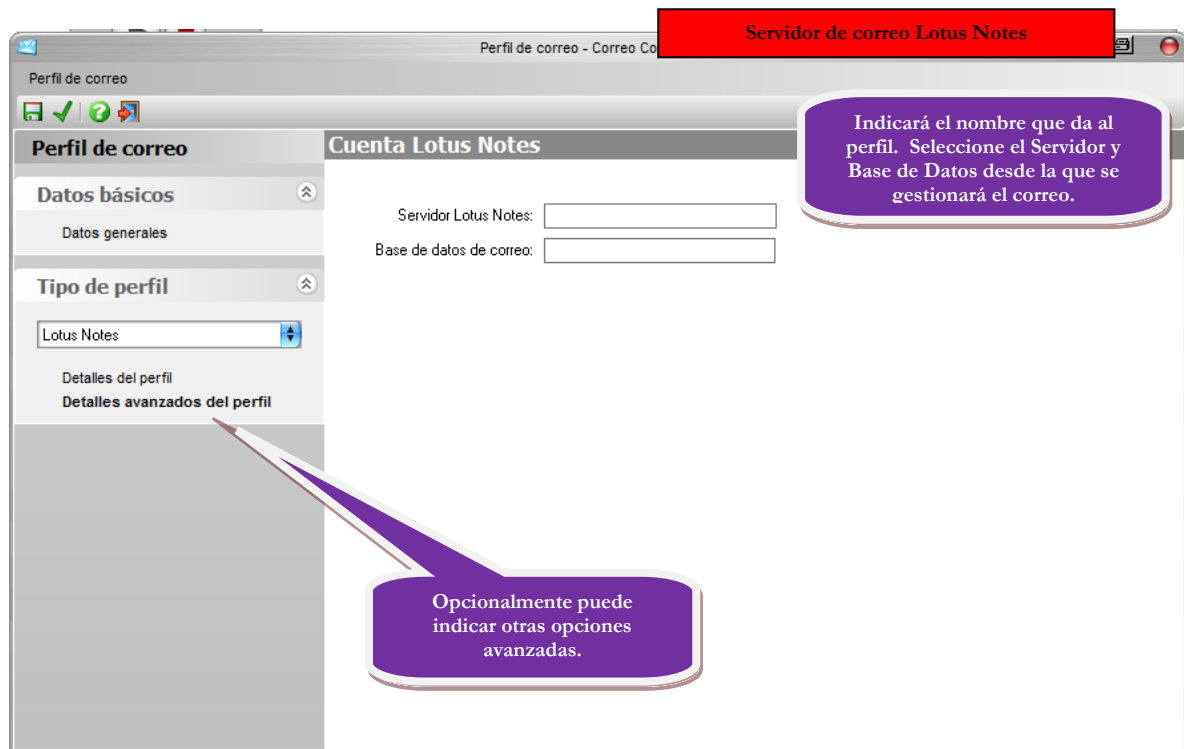 Servidor de correo Lotus Notes
Perfil de correo - Correo Co
Perfil de correo
Perfil de correo
Datos básicos
Datos generales
Tipo de perfil
Lotus Notes
Detalles del perfil
Detalles avanzados del perfil
Cuenta Lotus Notes
Servidor Lotus Notes:
Base de datos de correo:
Indicará el nombre que da al
perfil. Seleccione el Servidor y
Base de Datos desde la que se
gestionará el correo.
Opcionalmente puede
indicar otras opciones
avanzadas.